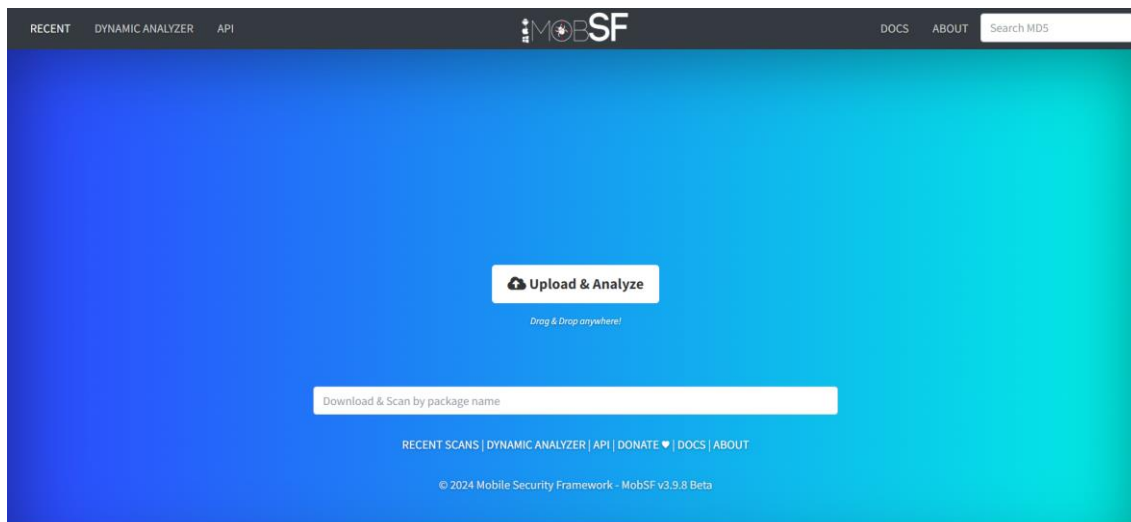 RECENT DYNAMIC ANALYZER API MOBSF DOCS ABOUT Search MD5
Upload & Analyze
Drag & Drop anywhere!
Download & Scan by package name
RECENT SCANS | DYNAMIC ANALYZER | API | DONATE ♥ | DOCS | ABOUT
© 2024 Mobile Security Framework - MobSF v3.9.8 Beta